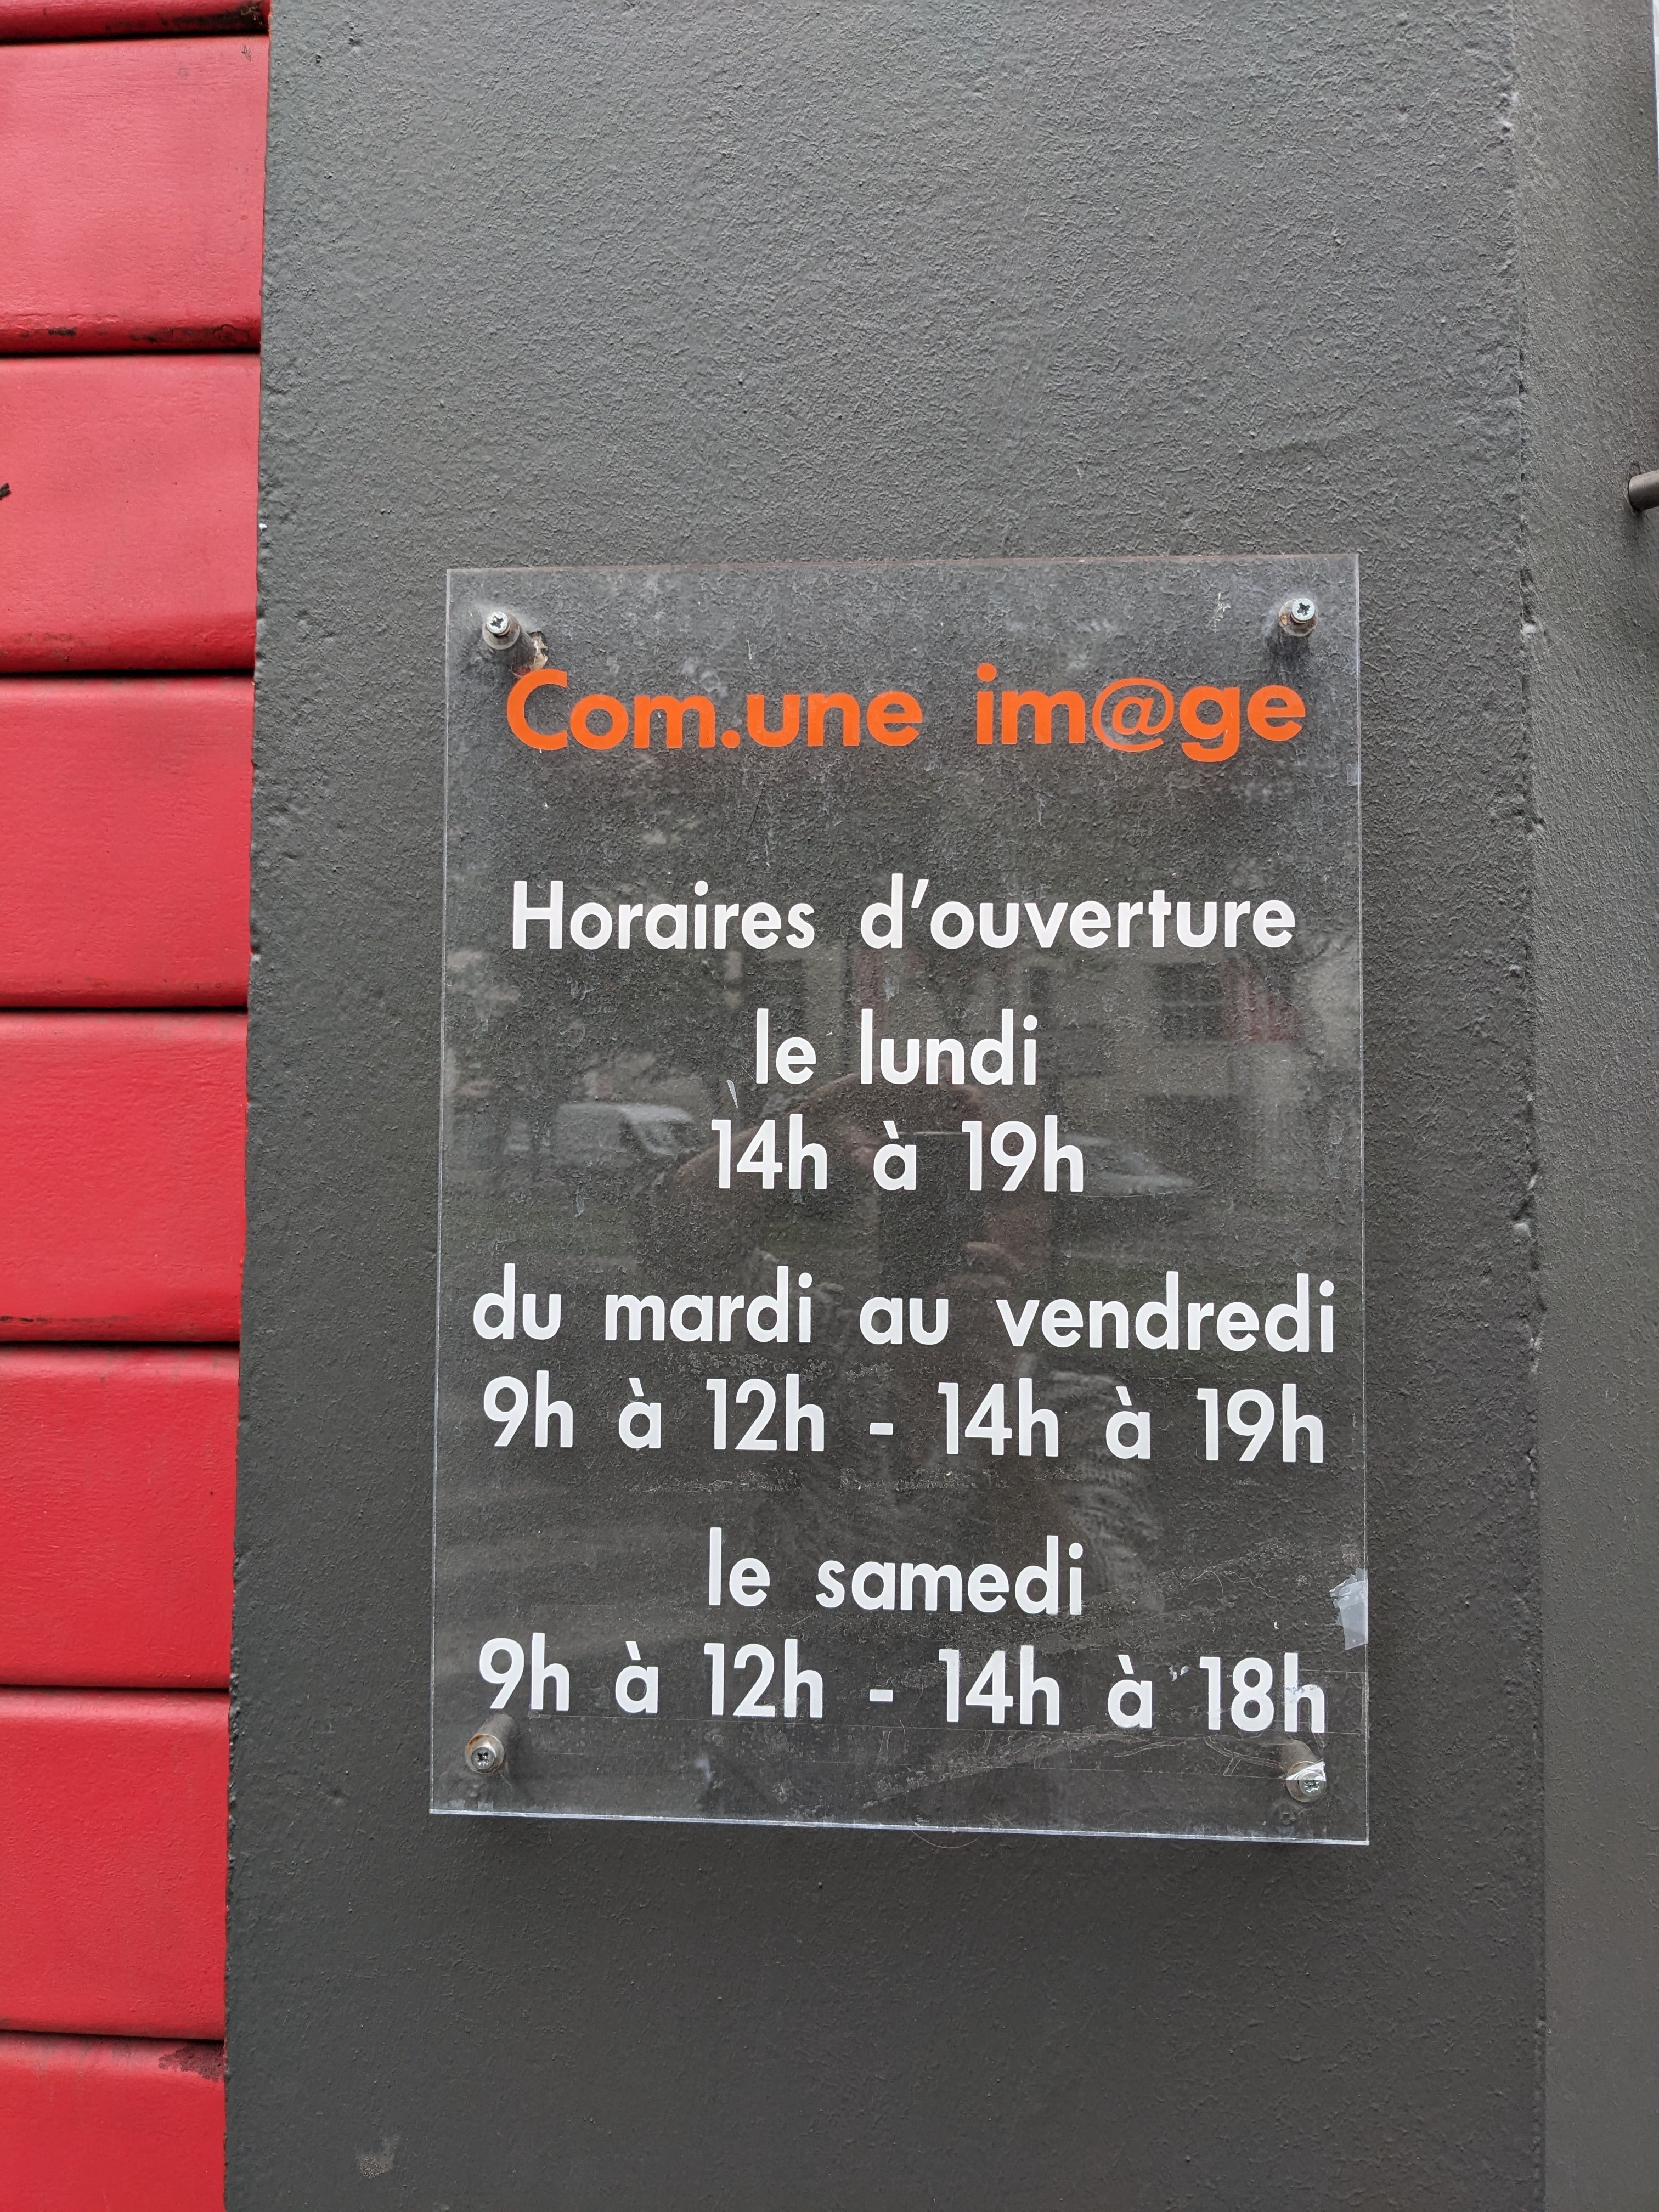 Com.une im@ge
Horaires d'ouverture
le lundi
14h à 19h
du mardi au vendredi
9h à 12h - 14h à 19h
le samedi
9h à 12h - 14h à 18h